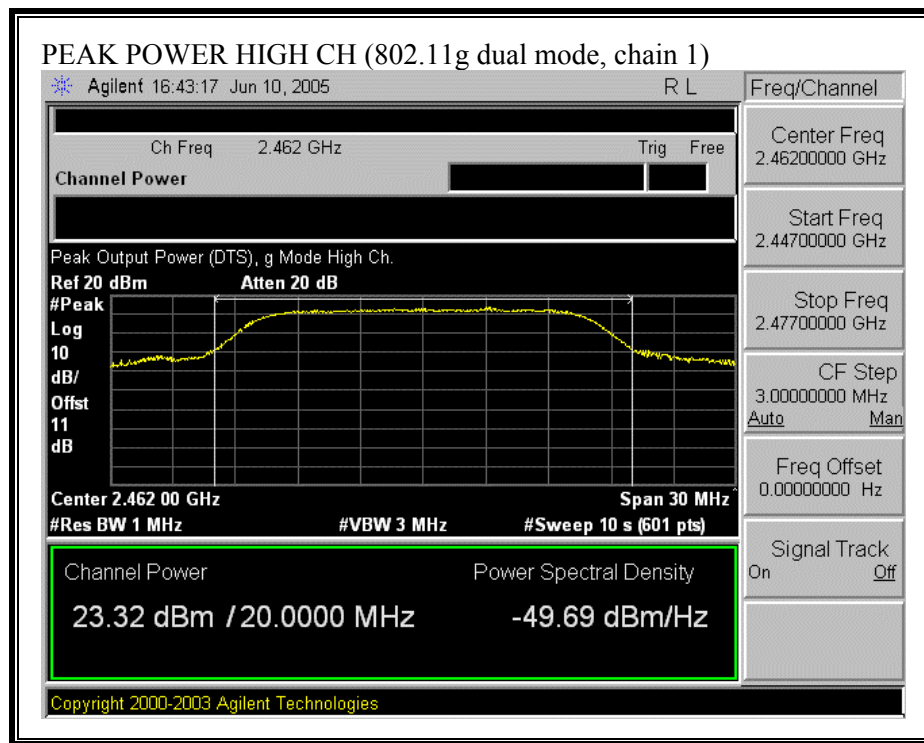 PEAK POWER HIGH CH (802.11g dual mode, chain 1)
Agilent 16:43:17 Jun 10, 2005 R L
Freq/Channel
Ch Freq 2.462 GHz Trig Free
Channel Power
Center Freq
2.46200000 GHz
Start Freq
2.44700000 GHz
Stop Freq
2.47700000 GHz
CF Step
3.00000000 MHz
Auto Man
Freq Offset
0.00000000 Hz
Signal Track
On Off
Peak Output Power (DTS), g Mode High Ch.
Ref 20 dBm Atten 20 dB
#Peak
Log
10
dB/
Offst
11
dB
Center 2.462 00 GHz Span 30 MHz
#Res BW 1 MHz #VBW 3 MHz #Sweep 10 s (601 pts)
Channel Power Power Spectral Density
23.32 dBm / 20.0000 MHz -49.69 dBm/Hz
Copyright 2000-2003 Agilent Technologies